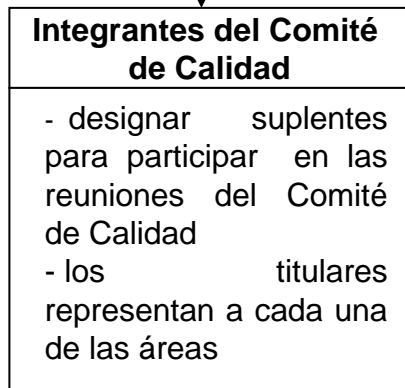 Integrantes del Comité
de Calidad
- designar suplentes
para participar en las
reuniones del Comité
de Calidad
- los titulares
representan a cada una
de las áreas